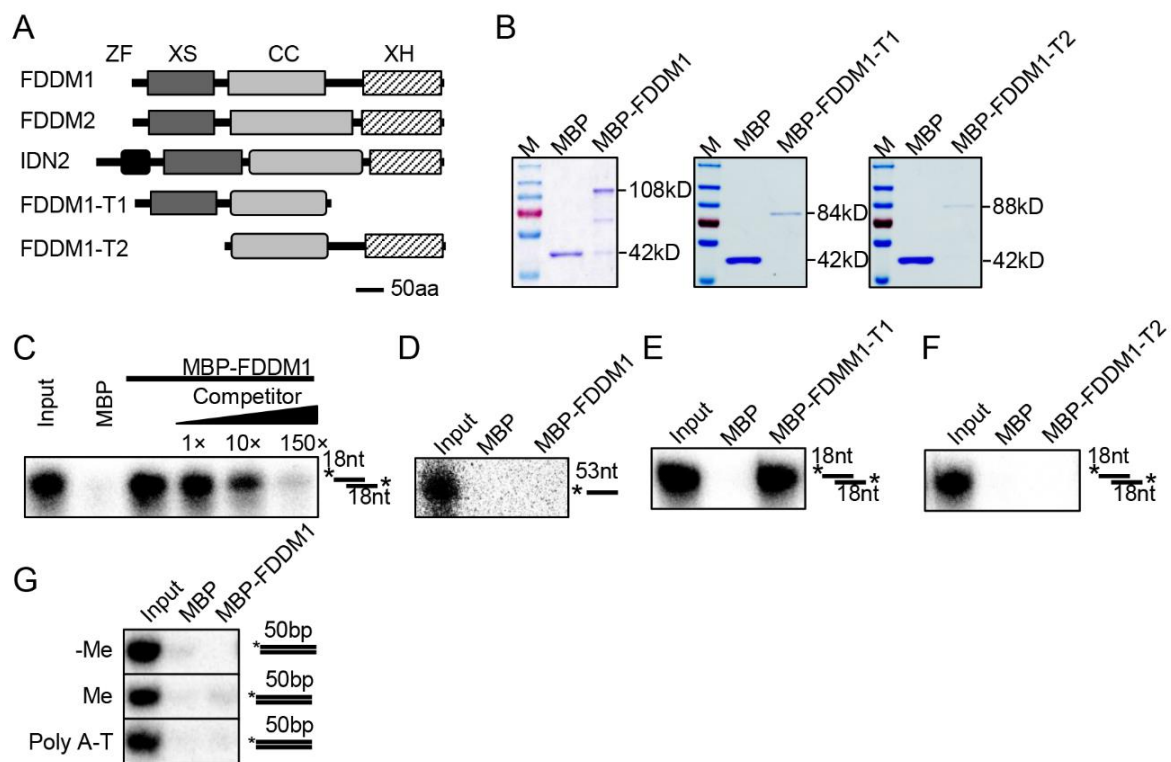 A
ZF XS CC XH
FDDM1
FDDM2
IDN2
FDDM1-T1
FDDM1-T2
50aa
B
M MBP MBP-FDDM1
108kD
42kD
M MBP MBP-FDDM1-T1
84kD
42kD
M MBP MBP-FDDM1-T2
88kD
42kD
C
MBP-FDDM1
Input MBP Competitor
1× 10× 150×
18nt
* *
18nt
D
Input MBP MBP-FDDM1
53nt
*
E
Input MBP MBP-FDMM1-T1
18nt
* *
18nt
F
Input MBP MBP-FDDM1-T2
18nt
* *
18nt
G
Input MBP MBP-FDDM1
-Me * 50bp
Me * 50bp
Poly A-T * 50bp